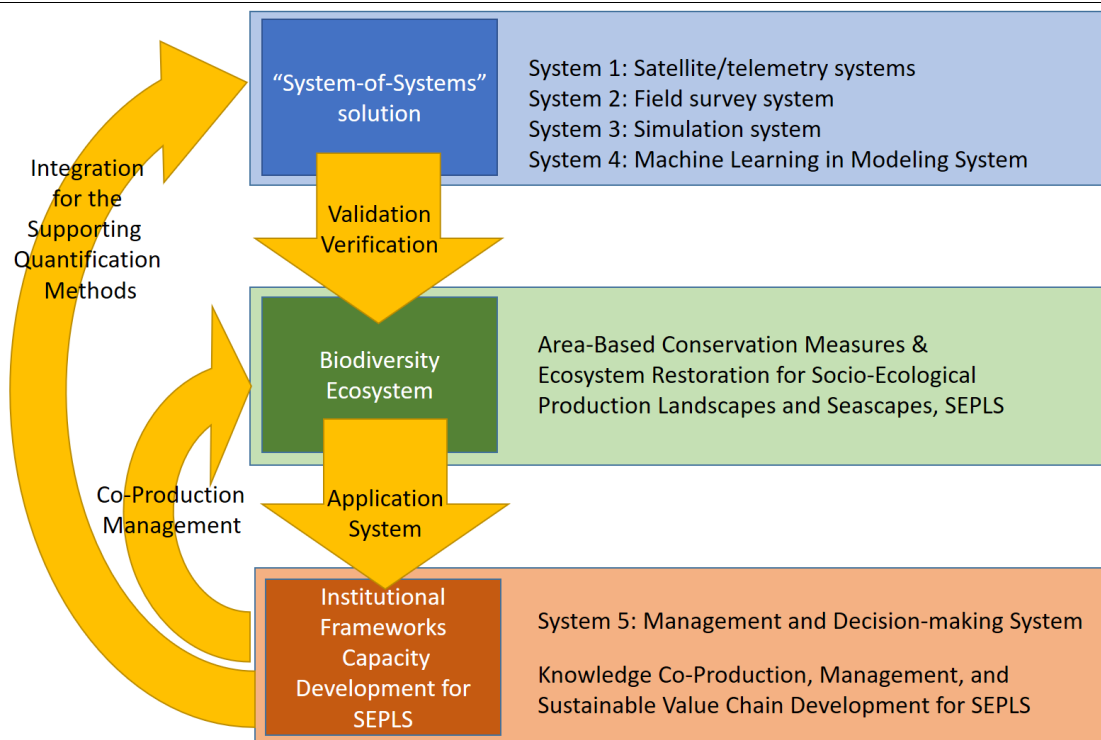 “System-of-Systems”
solution
System 1: Satellite/telemetry systems
System 2: Field survey system
System 3: Simulation system
System 4: Machine Learning in Modeling System
Integration
for the
Supporting
Quantification
Methods
Validation
Verification
Biodiversity
Ecosystem
Area-Based Conservation Measures &
Ecosystem Restoration for Socio-Ecological
Production Landscapes and Seascapes, SEPLS
Co-Production
Management
Application
System
Institutional
Frameworks
Capacity
Development for
SEPLS
System 5: Management and Decision-making System
Knowledge Co-Production, Management, and
Sustainable Value Chain Development for SEPLS